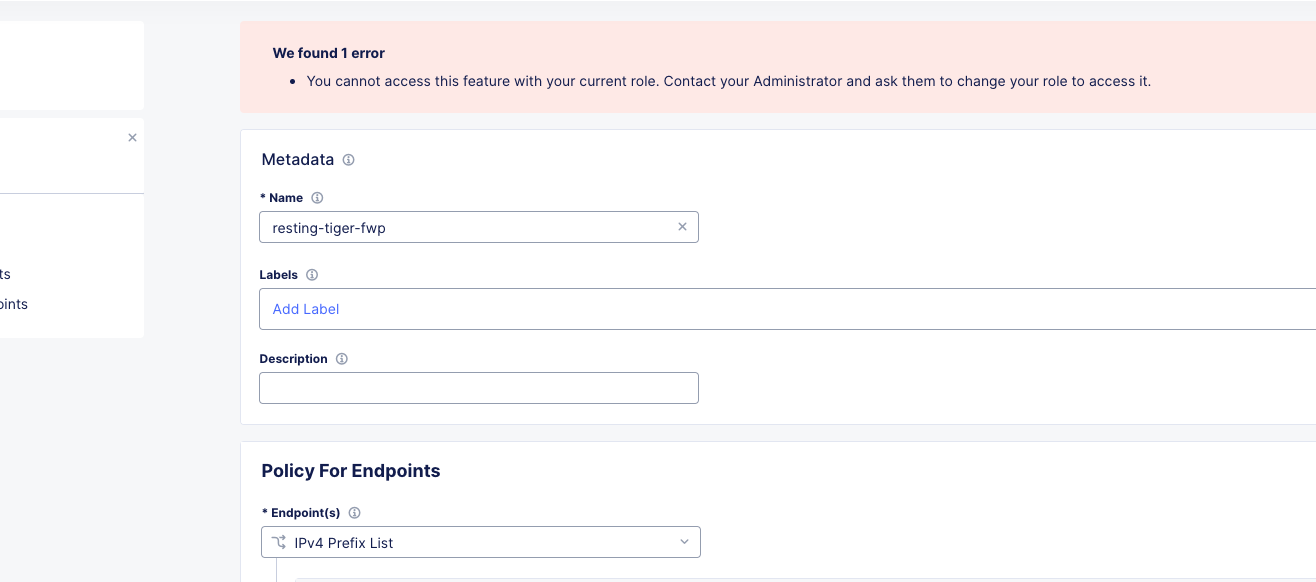 We found 1 error
• You cannot access this feature with your current role. Contact your Administrator and ask them to change your role to access it.
Metadata
* Name
resting-tiger-fwp
Labels
ts
Add Label
oints
Description
Policy For Endpoints
* Endpoint(s)
IPv4 Prefix List